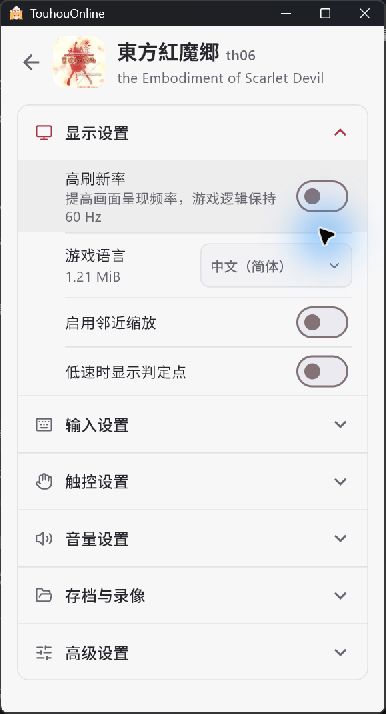 TouhouOnline
東方紅魔郷 th06
the Embodiment of Scarlet Devil
显示设置
高刷新率
提高画面呈现频率，游戏逻辑保持
60 Hz
游戏语言
1.21 MiB
中文（简体）
启用邻近缩放
低速时显示判定点
输入设置
触控设置
音量设置
存档与录像
高级设置